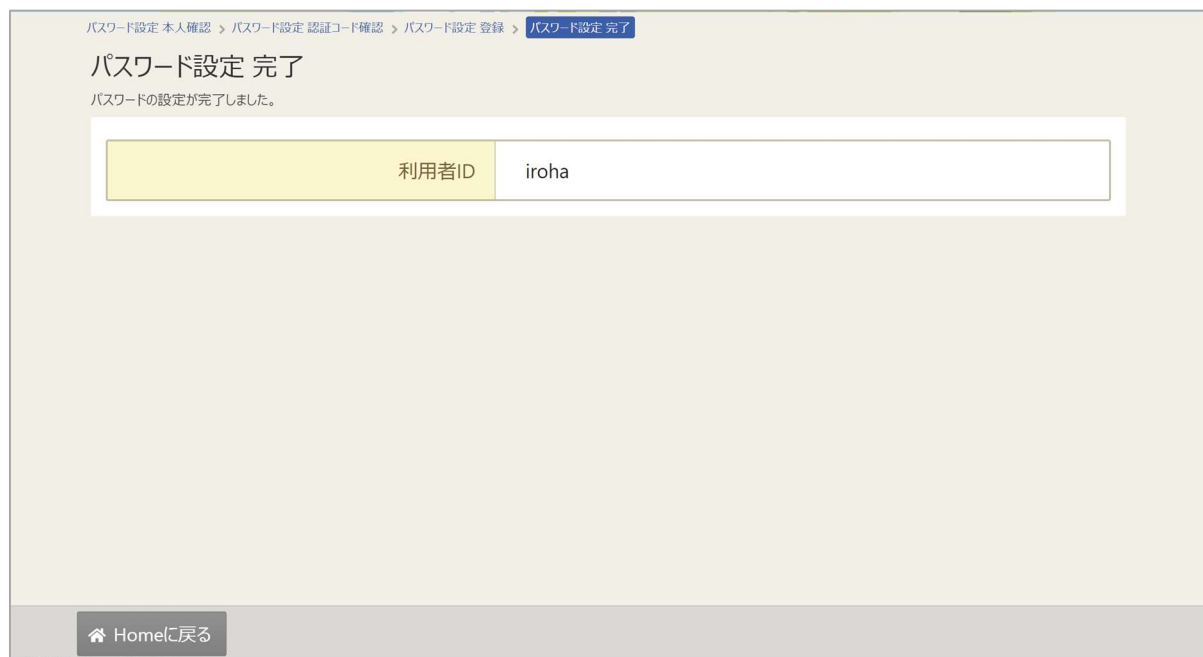 パスワード設定 本人確認 > パスワード設定 認証コード確認 > パスワード設定 登録 > パスワード設定 完了
パスワード設定 完了
パスワードの設定が完了しました。
利用者ID iroha
Homeに戻る